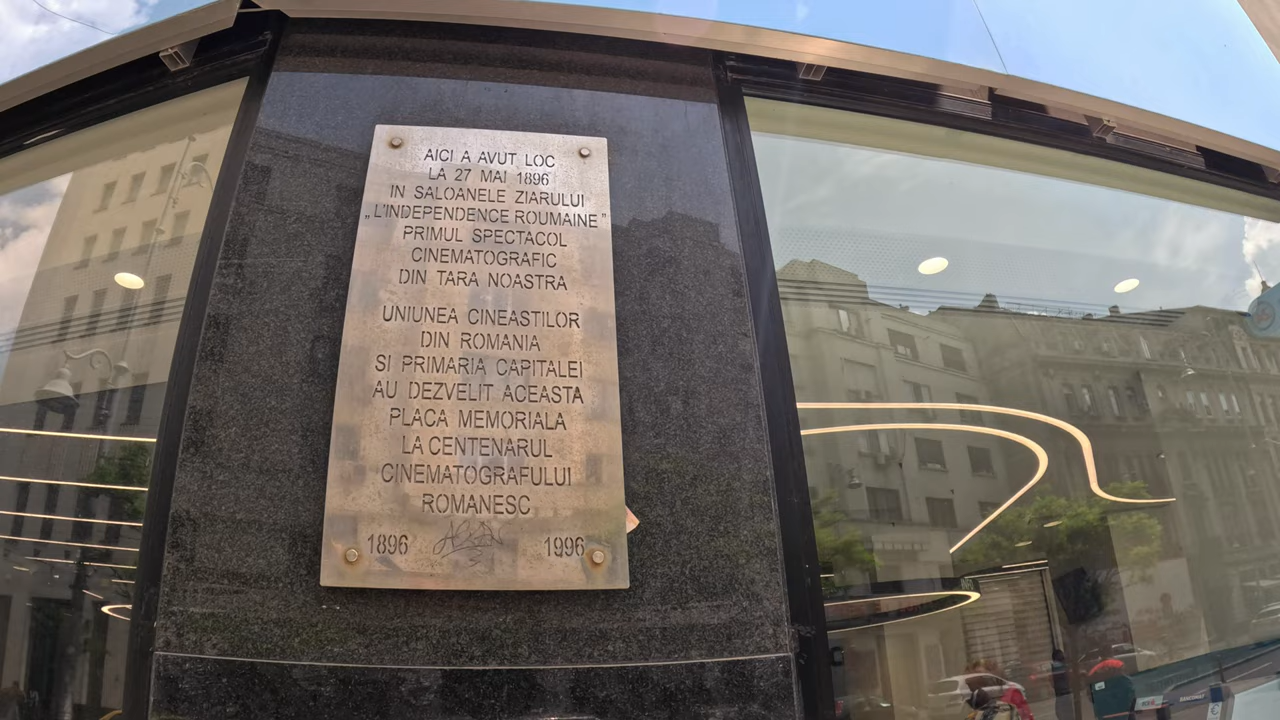 AICI A AVUT LOC
LA 27 MAI 1896
IN SALOANELE ZIARULUI
„L'INDEPENDENCE ROUMAINE”
PRIMUL SPECTACOL
CINEMATOGRAFIC
DIN TARA NOASTRA
UNIUNEA CINEASTILOR
DIN ROMANIA
SI PRIMARIA CAPITALEI
AU DEZVELIT ACEASTA
PLACA MEMORIALA
LA CENTENARUL
CINEMATOGRAFULUI
ROMANESC
1896 1996